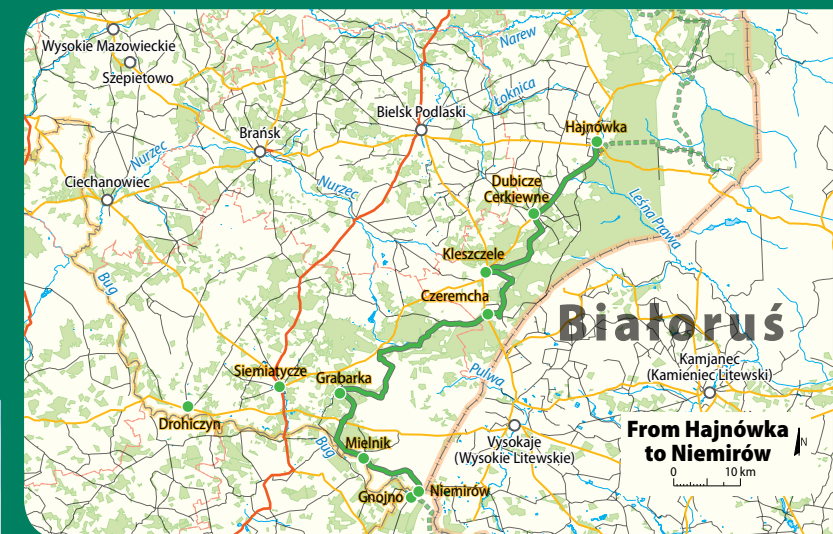 Wysokie Mazowieckie
Szepietowo
Narew
Łoknica
Bielsk Podlaski
Hajnówka
Brańsk
Nurzec
Ciechanowiec
Nurzec
Dubicze
Cerkiewne
Leśna Prawa
Kleszczele
Bug
Czeremcha
Białoruś
Kamjanec
(Kamieniec Litewski)
Siemiatycze
Grabarka
Pulwa
Drohiczyn
Bug
Mielnik
Vysokaje
(Wysokie Litewskie)
From Hajnówka
to Niemirów
N
0 10 km
Gnojno
Niemirów